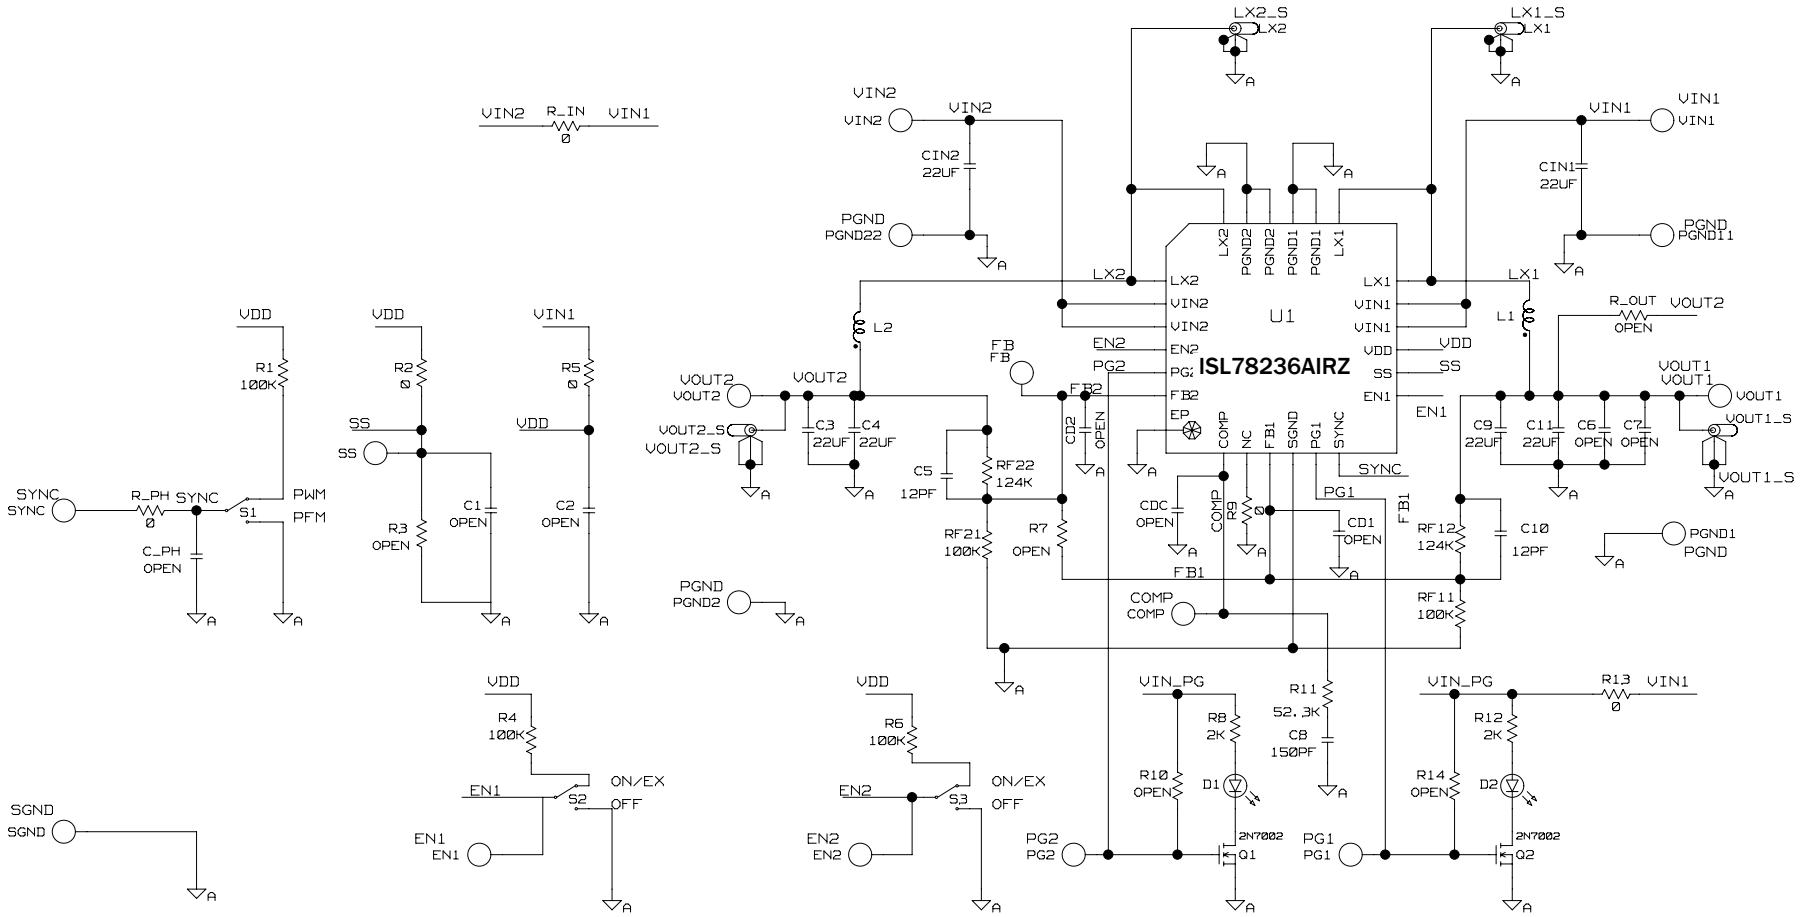 LX2_S
LX2
A
LX1_S
LX1
A
VIN2
VIN2
VIN2
CIN2
22UF
PGND
PGND22
A
VIN2 R_IN VIN1
0
A
A
VIN1
VIN1
VIN1
CIN1
22UF
PGND
PGND11
A
LX2 PGND2 PGND2 PGND1 PGND1 LX1
LX2
LX2
VIN2
VIN2
EN2
EN2
PG2
PG2
FB2
FB2
EP
A
U1
ISL78236AIRZ
LX1
LX1
VIN1
VIN1
VDD
VDD
SS
SS
EN1
EN1
COMP NC FB1 SGND PG1 SYNC
SYNC
L2
L1
R_OUT VOUT2
OPEN
VDD
R1
100K
SYNC
SYNC
R_PH
0
SYNC
S1
PWM
PFM
C_PH
OPEN
A
A
VDD
R2
0
SS
SS
R3
OPEN
C1
OPEN
A
VIN1
R5
0
VDD
C2
OPEN
A
VOUT2
VOUT2
VOUT2
VOUT2_S
VOUT2_S
A
C3
22UF
C4
22UF
A
FB
FB
CD2
OPEN
A
C5
12PF
RF22
124K
RF21
100K
R7
OPEN
CDC
OPEN
A
COMP
R9
0
A
CD1
OPEN
A
PG1
FB1
FB1
C9
22UF
C11
22UF
C6
OPEN
C7
OPEN
A
VOUT1
VOUT1
VOUT1
VOUT1_S
VOUT1_S
A
RF12
124K
C10
12PF
RF11
100K
PGND1
PGND
A
PGND
PGND2
A
COMP
COMP
A
R11
52.3K
C8
150PF
A
VDD
R4
100K
EN1
S2
ON/EX
OFF
EN1
EN1
A
VDD
R6
100K
EN2
S3
ON/EX
OFF
EN2
EN2
A
VIN_PG
R8
2K
R10
OPEN
D1
PG2
PG2
2N7002
Q1
A
VIN_PG
R13
0
VIN1
R12
2K
R14
OPEN
D2
PG1
PG1
2N7002
Q2
A
SGND
SGND
A